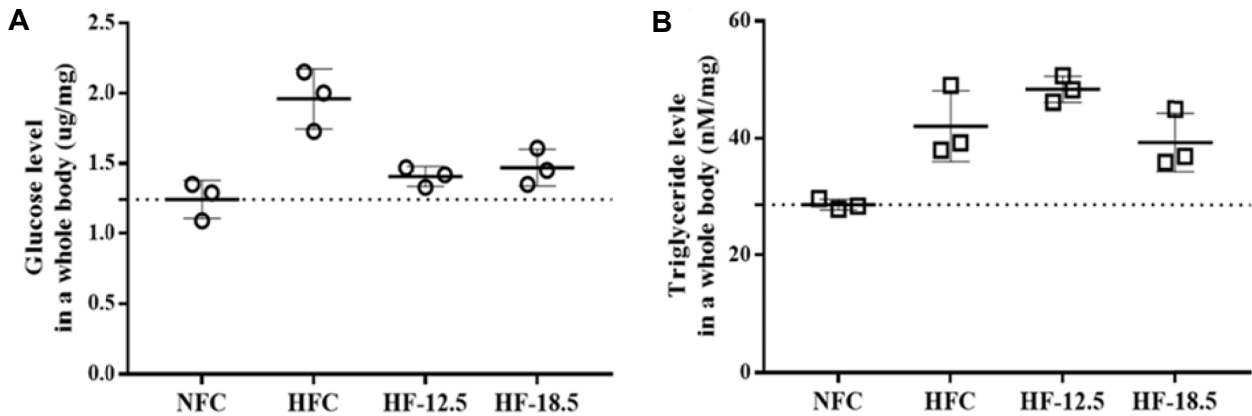 A
Glucose level
in a whole body (ug/mg)
2.5
2.0
1.5
1.0
0.5
0.0
NFC HFC HF-12.5 HF-18.5
B
Triglyceride levle
in a whole body (nM/mg)
60
40
20
0
NFC HFC HF-12.5 HF-18.5